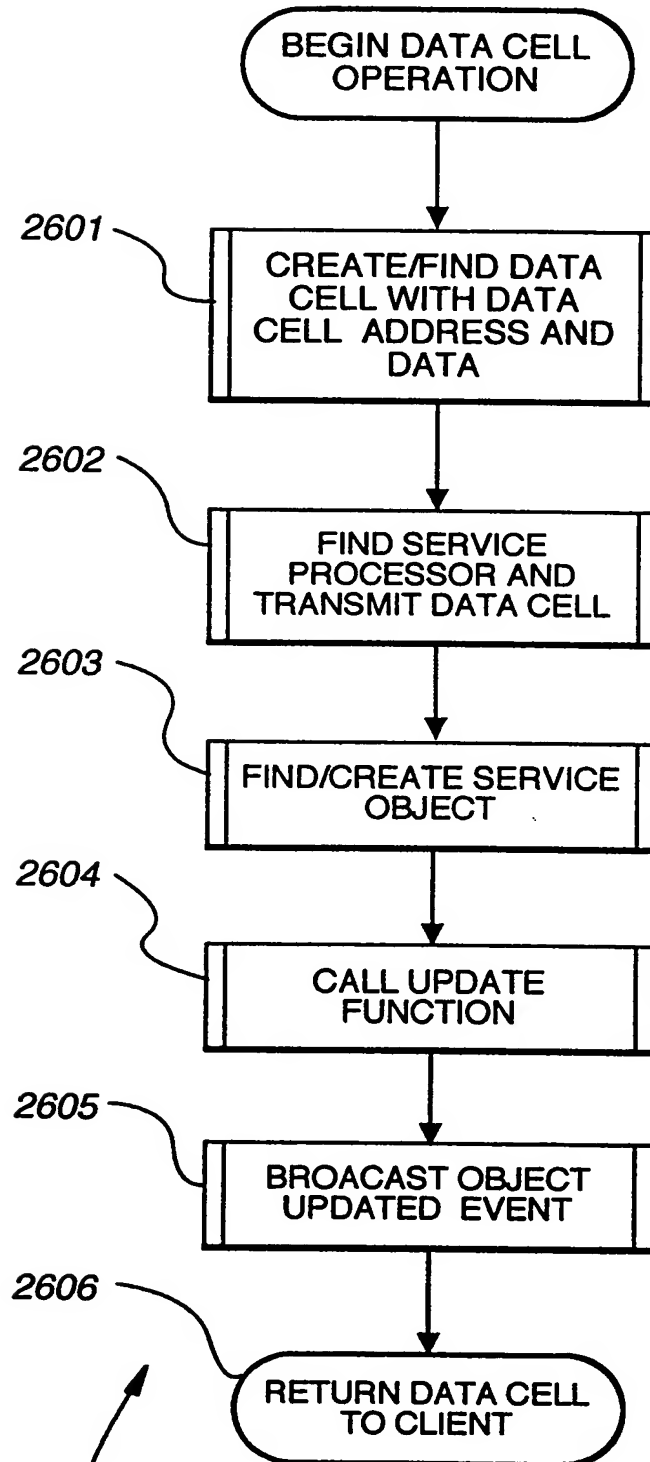 BEGIN DATA CELL
OPERATION
2601
CREATE/FIND DATA
CELL WITH DATA
CELL ADDRESS AND
DATA
2602
FIND SERVICE
PROCESSOR AND
TRANSMIT DATA CELL
2603
FIND/CREATE SERVICE
OBJECT
2604
CALL UPDATE
FUNCTION
2605
BROACAST OBJECT
UPDATED EVENT
2606
RETURN DATA CELL
TO CLIENT